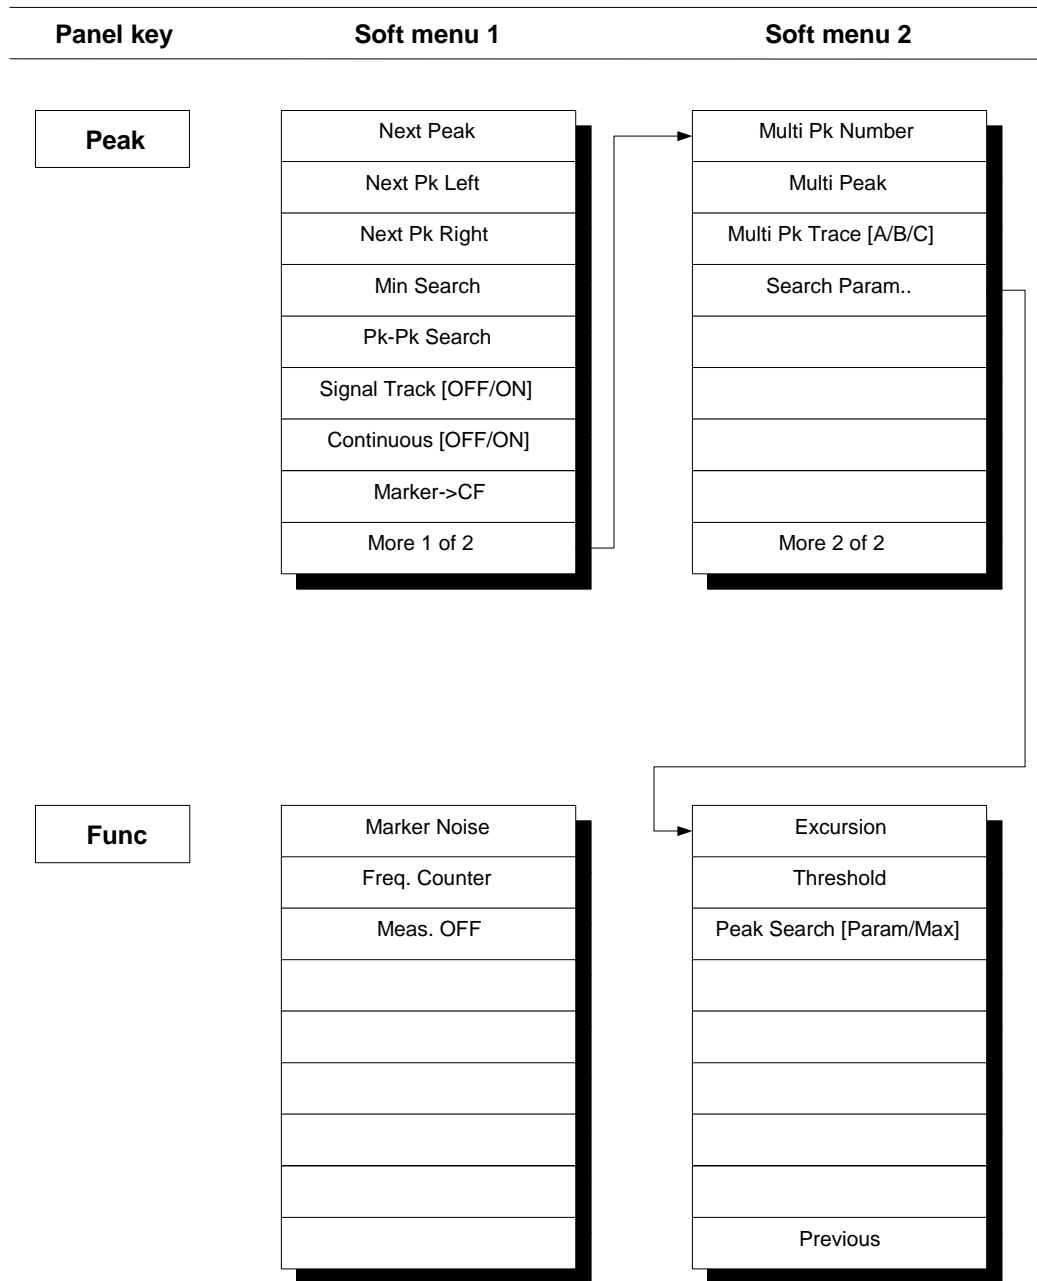 Panel key
Soft menu 1
Soft menu 2
Peak
Next Peak
Next Pk Left
Next Pk Right
Min Search
Pk-Pk Search
Signal Track [OFF/ON]
Continuous [OFF/ON]
Marker->CF
More 1 of 2
Multi Pk Number
Multi Peak
Multi Pk Trace [A/B/C]
Search Param..
More 2 of 2
Func
Marker Noise
Freq. Counter
Meas. OFF
Excursion
Threshold
Peak Search [Param/Max]
Previous